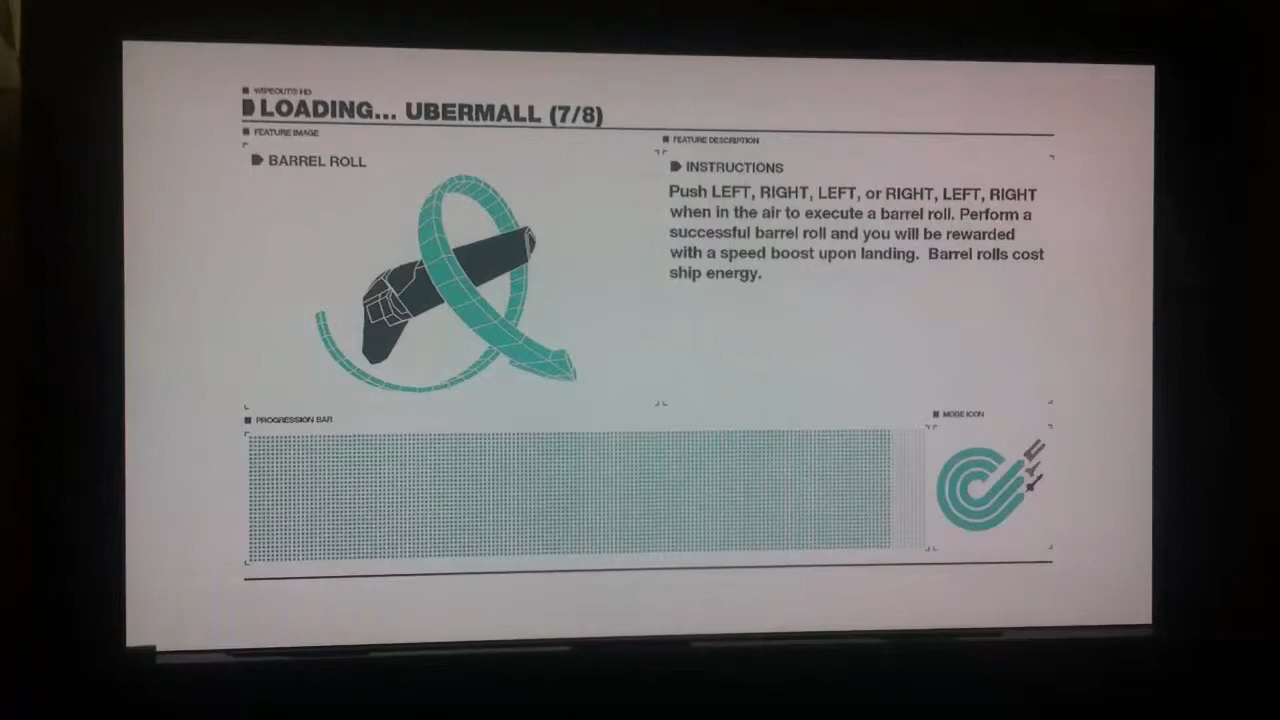 WIPEOUT® HD
LOADING... UBERMALL (7/8)
FEATURE IMAGE
BARREL ROLL
FEATURE DESCRIPTION
INSTRUCTIONS
Push LEFT, RIGHT, LEFT, or RIGHT, LEFT, RIGHT
when in the air to execute a barrel roll. Perform a
successful barrel roll and you will be rewarded
with a speed boost upon landing. Barrel rolls cost
ship energy.
PROGRESSION BAR
MODE ICON